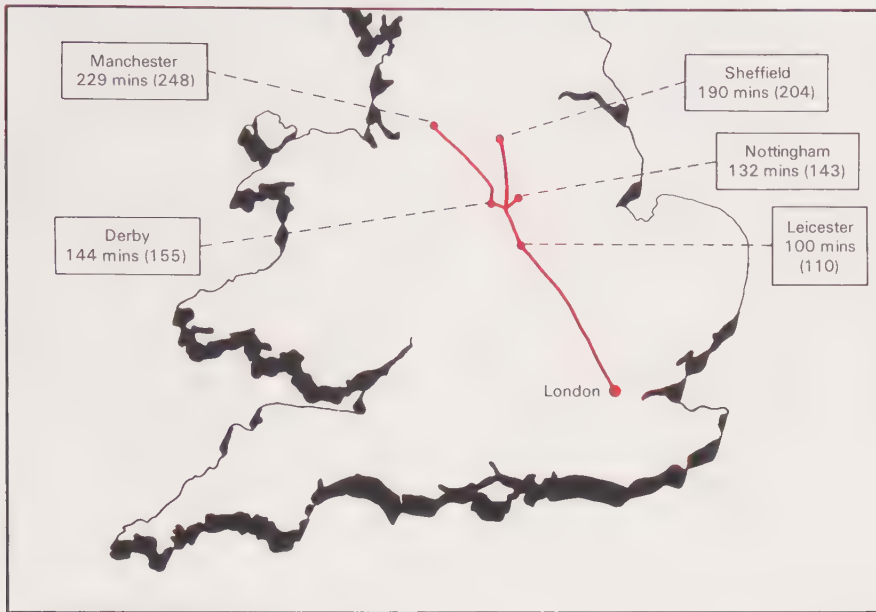 Manchester
229 mins (248)
Sheffield
190 mins (204)
Nottingham
132 mins (143)
Derby
144 mins (155)
Leicester
100 mins
(110)
London